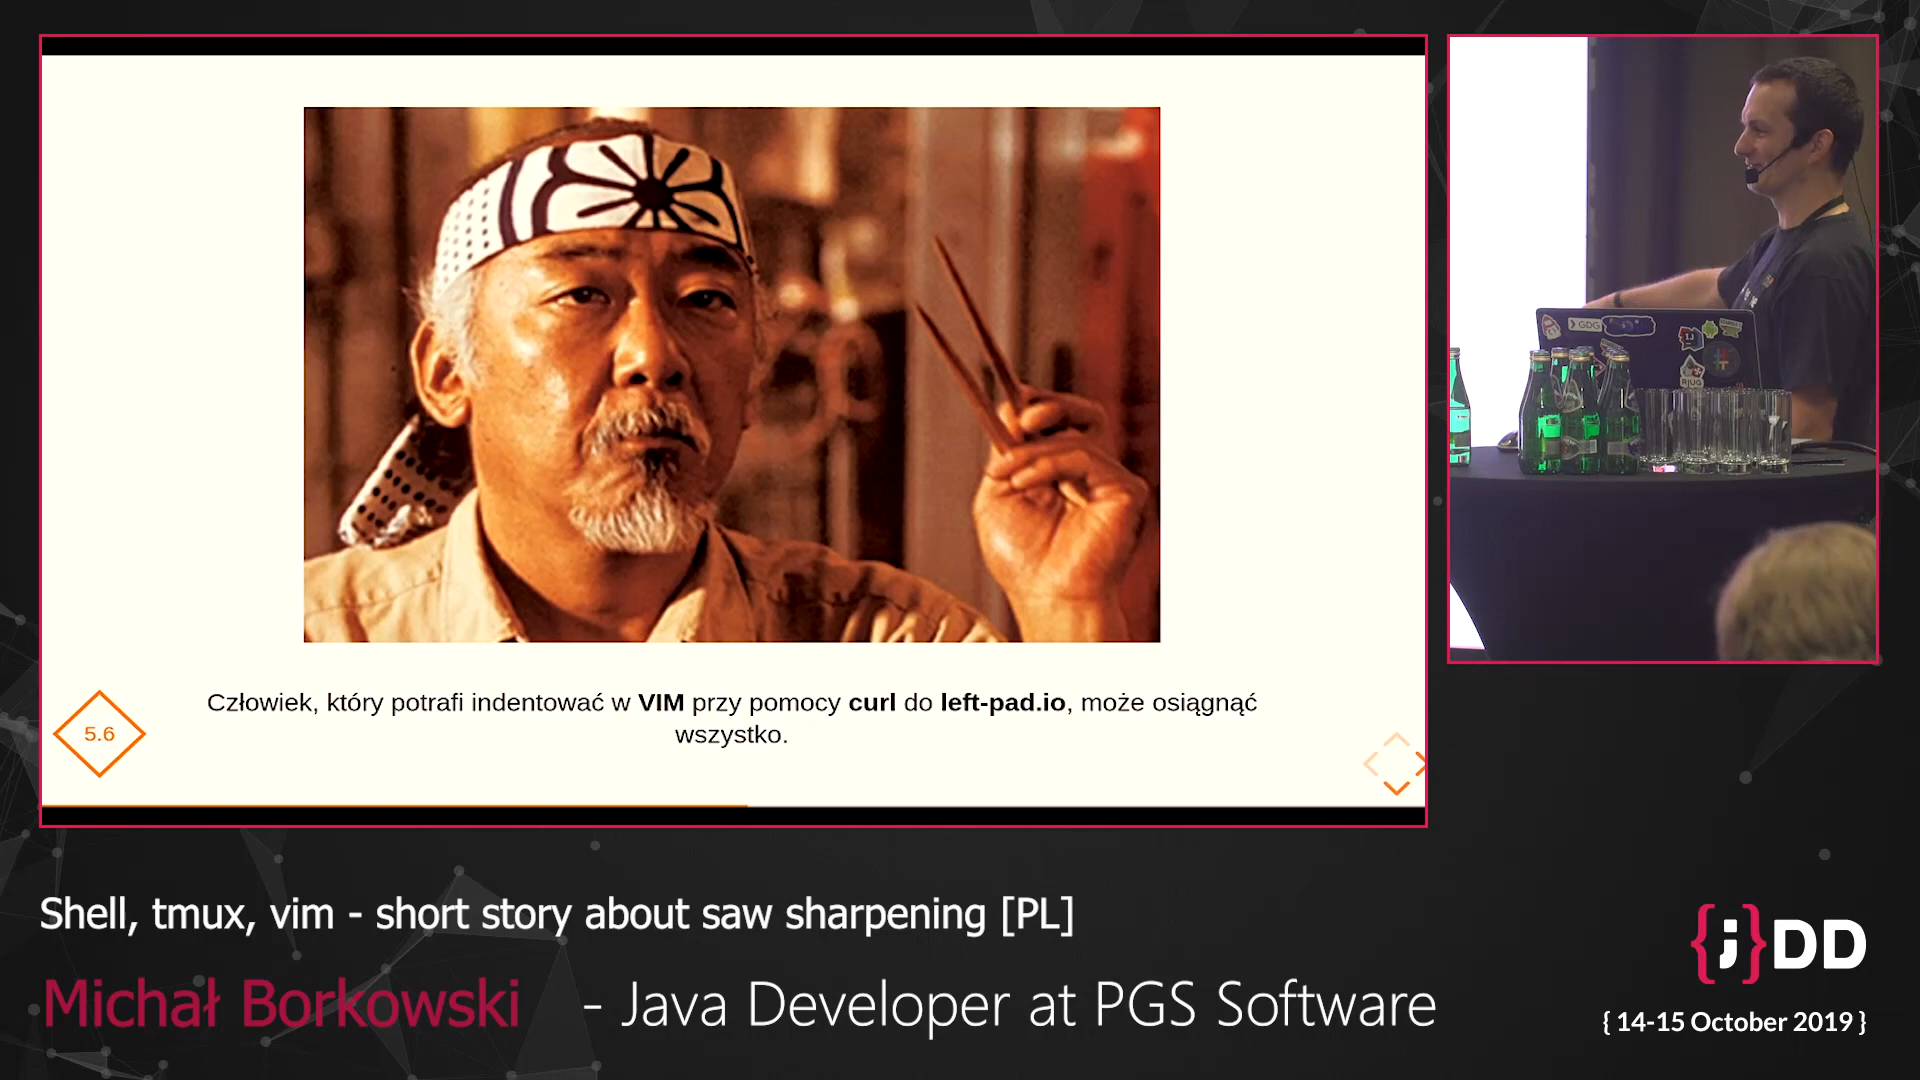 Człowiek, który potrafi indentować w VIM przy pomocy curl do left-pad.io, może osiągnąć
wszystko.
5.6
GDG
RJUG
Shell, tmux, vim - short story about saw sharpening [PL]
Michał Borkowski - Java Developer at PGS Software
{;}DD
{ 14-15 October 2019 }